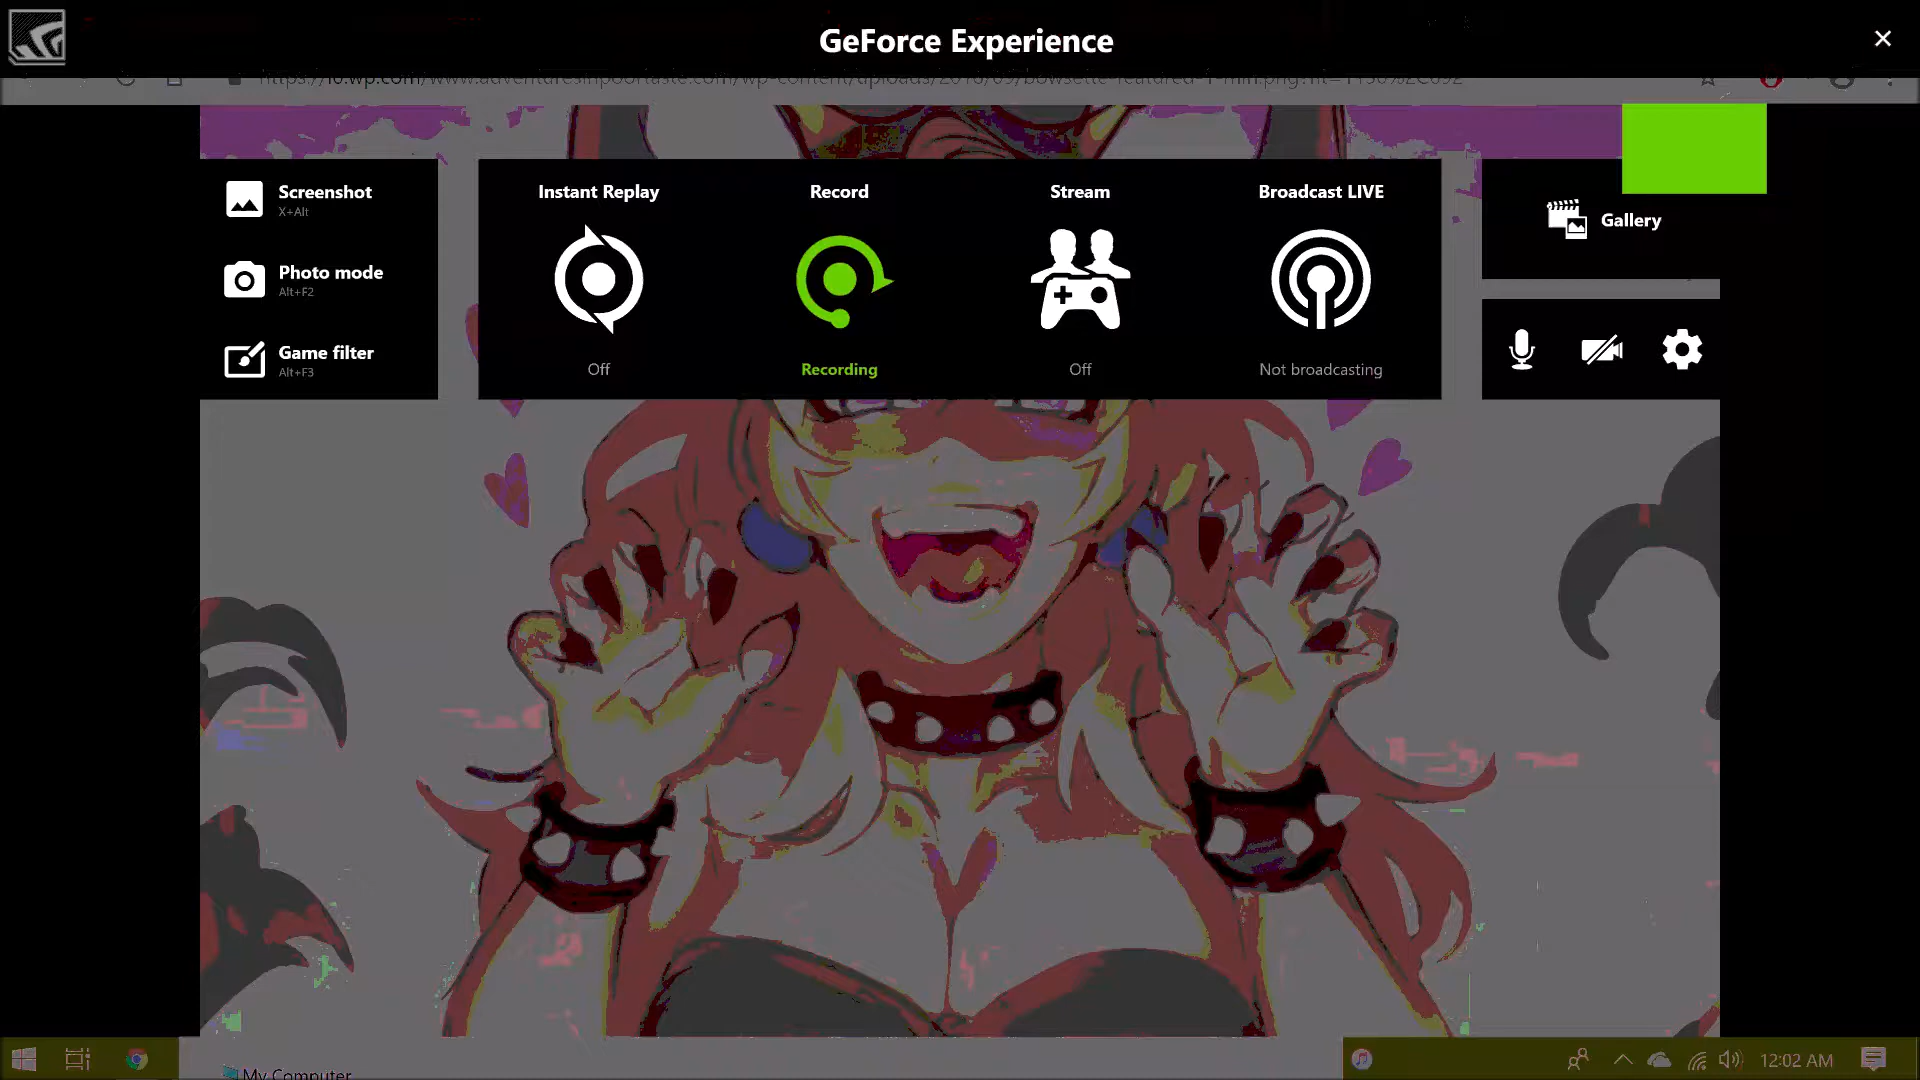 GeForce Experience
Screenshot
X+Alt
Photo mode
Alt+F2
Game filter
Alt+F3
Instant Replay
Off
Record
Recording
Stream
Off
Broadcast LIVE
Not broadcasting
Gallery
My Computer
12:02 AM